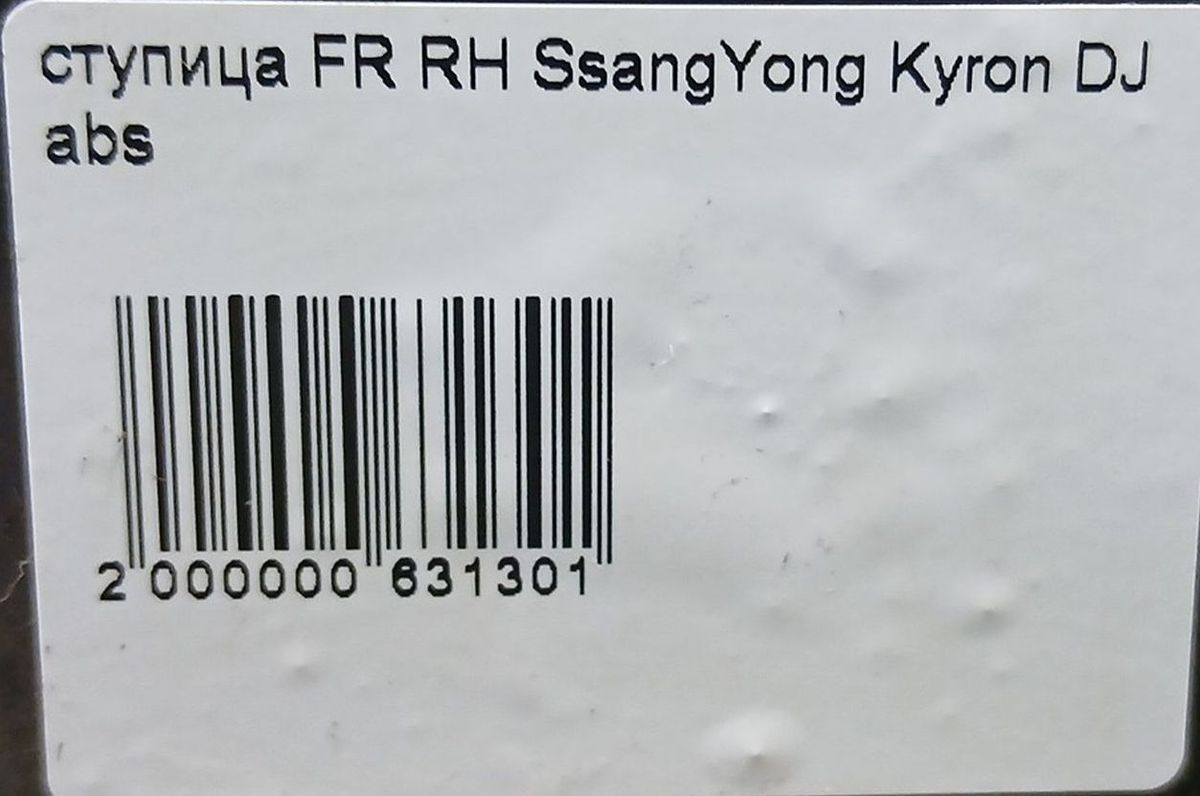 ступица FR RH SsangYong Kyron DJ
abs
2 000000 631301